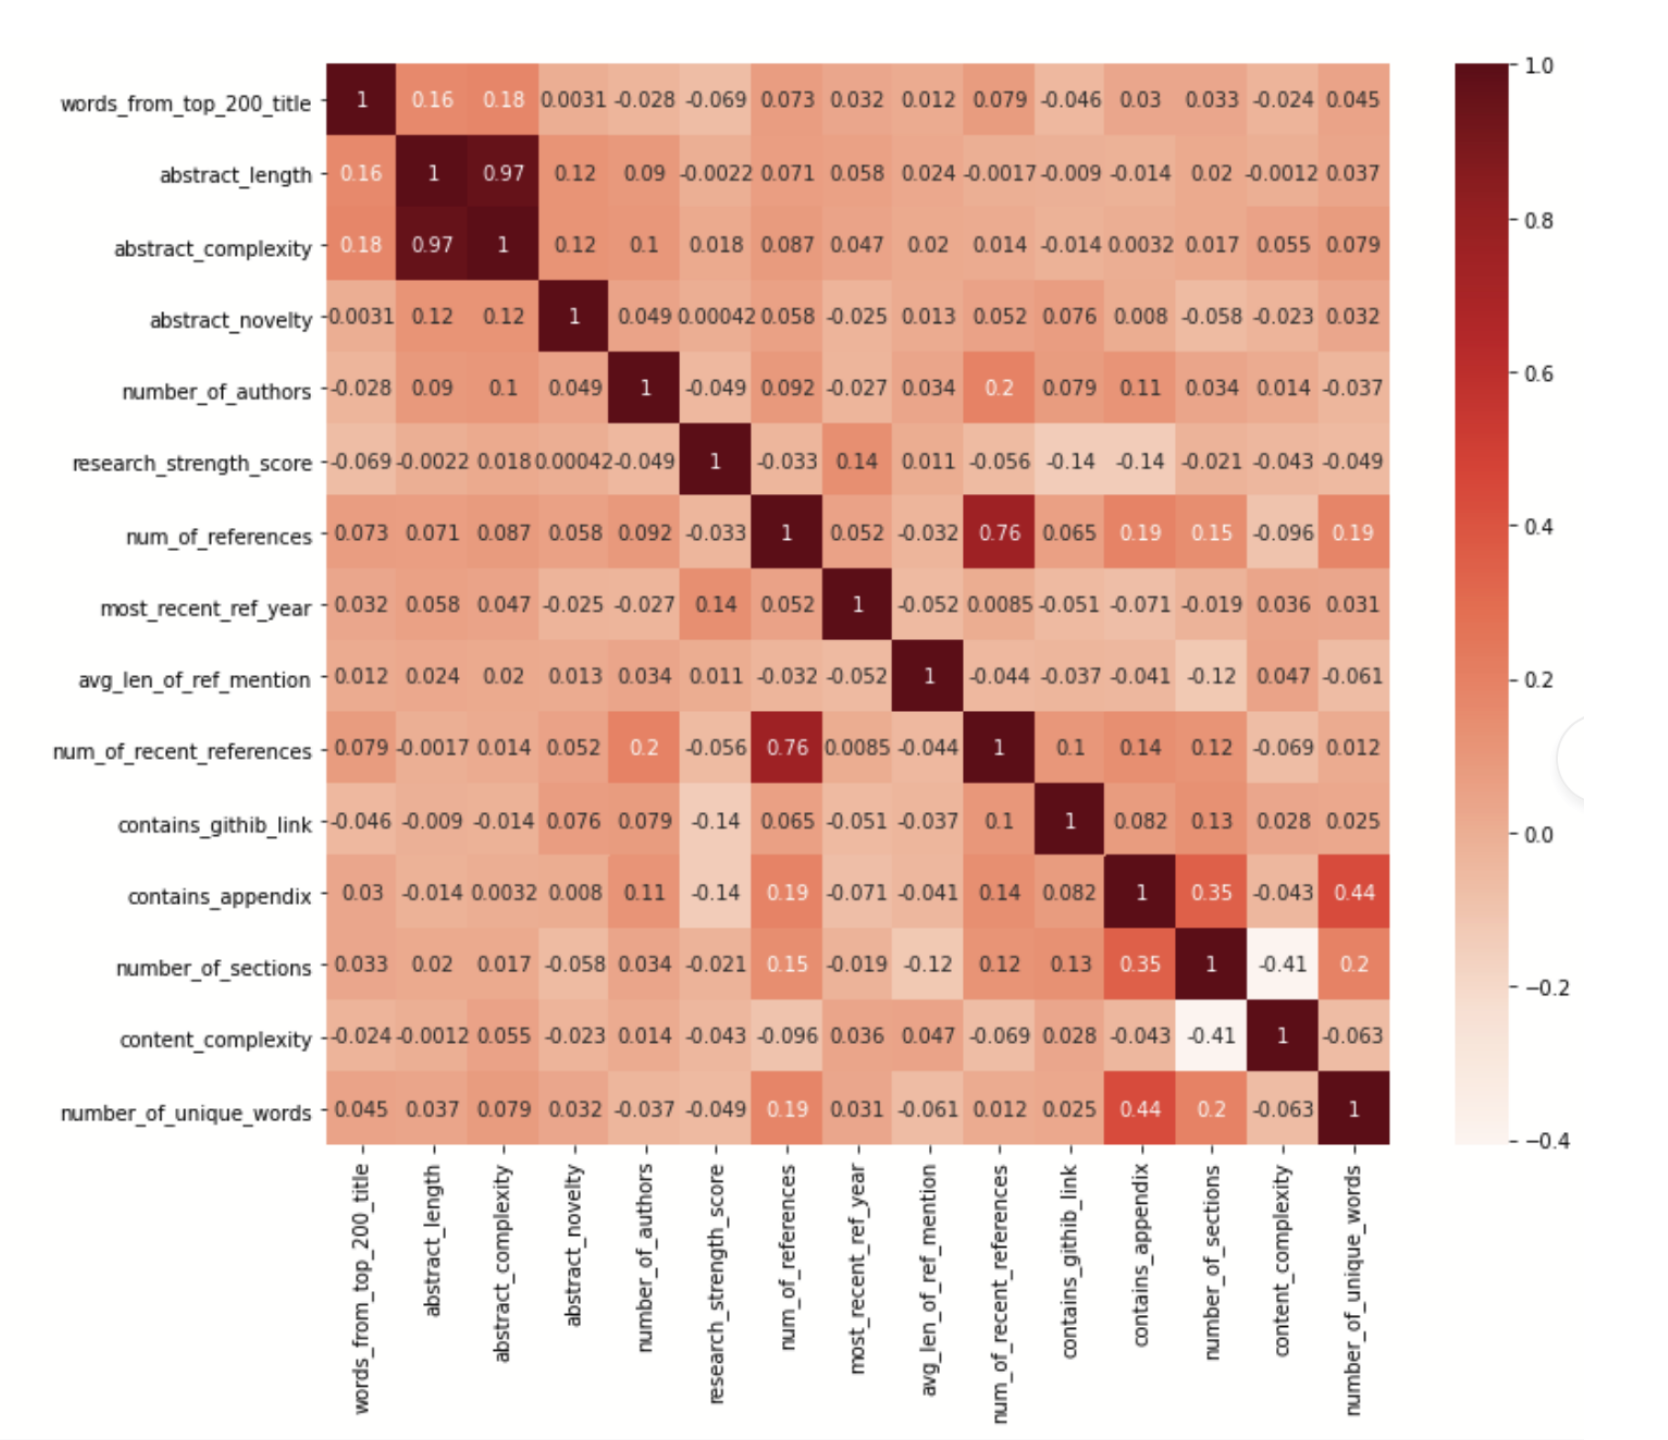 words_from_top_200_title 1 0.16 0.18 0.0031 -0.028 -0.069 0.073 0.032 0.012 0.079 -0.046 0.03 0.033 -0.024 0.045
abstract_length 0.16 1 0.97 0.12 0.09 -0.0022 0.071 0.058 0.024 -0.0017 -0.009 -0.014 0.02 -0.0012 0.037
abstract_complexity 0.18 0.97 1 0.12 0.1 0.018 0.087 0.047 0.02 0.014 -0.014 0.0032 0.017 0.055 0.079
abstract_novelty 0.0031 0.12 0.12 1 0.049 0.00042 0.058 -0.025 0.013 0.052 0.076 0.008 -0.058 -0.023 0.032
number_of_authors -0.028 0.09 0.1 0.049 1 -0.049 0.092 -0.027 0.034 0.2 0.079 0.11 0.034 0.014 -0.037
research_strength_score -0.069 -0.0022 0.018 0.00042 -0.049 1 -0.033 0.14 0.011 -0.056 -0.14 -0.14 -0.021 -0.043 -0.049
num_of_references 0.073 0.071 0.087 0.058 0.092 -0.033 1 0.052 -0.032 0.76 0.065 0.19 0.15 -0.096 0.19
most_recent_ref_year 0.032 0.058 0.047 -0.025 -0.027 0.14 0.052 1 -0.052 0.0085 -0.051 -0.071 -0.019 0.036 0.031
avg_len_of_ref_mention 0.012 0.024 0.02 0.013 0.034 0.011 -0.032 -0.052 1 -0.044 -0.037 -0.041 -0.12 0.047 -0.061
num_of_recent_references 0.079 -0.0017 0.014 0.052 0.2 -0.056 0.76 0.0085 -0.044 1 0.1 0.14 0.12 -0.069 0.012
contains_githib_link -0.046 -0.009 -0.014 0.076 0.079 -0.14 0.065 -0.051 -0.037 0.1 1 0.082 0.13 0.028 0.025
contains_appendix 0.03 -0.014 0.0032 0.008 0.11 -0.14 0.19 -0.071 -0.041 0.14 0.082 1 0.35 -0.043 0.44
number_of_sections 0.033 0.02 0.017 -0.058 0.034 -0.021 0.15 -0.019 -0.12 0.12 0.13 0.35 1 -0.41 0.2
content_complexity -0.024 -0.0012 0.055 -0.023 0.014 -0.043 -0.096 0.036 0.047 -0.069 0.028 -0.043 -0.41 1 -0.063
number_of_unique_words 0.045 0.037 0.079 0.032 -0.037 -0.049 0.19 0.031 -0.061 0.012 0.025 0.44 0.2 -0.063 1
words_from_top_200_title
abstract_length
abstract_complexity
abstract_novelty
number_of_authors
research_strength_score
num_of_references
most_recent_ref_year
avg_len_of_ref_mention
num_of_recent_references
contains_githib_link
contains_appendix
number_of_sections
content_complexity
number_of_unique_words
1.0
0.8
0.6
0.4
0.2
0.0
−0.2
−0.4